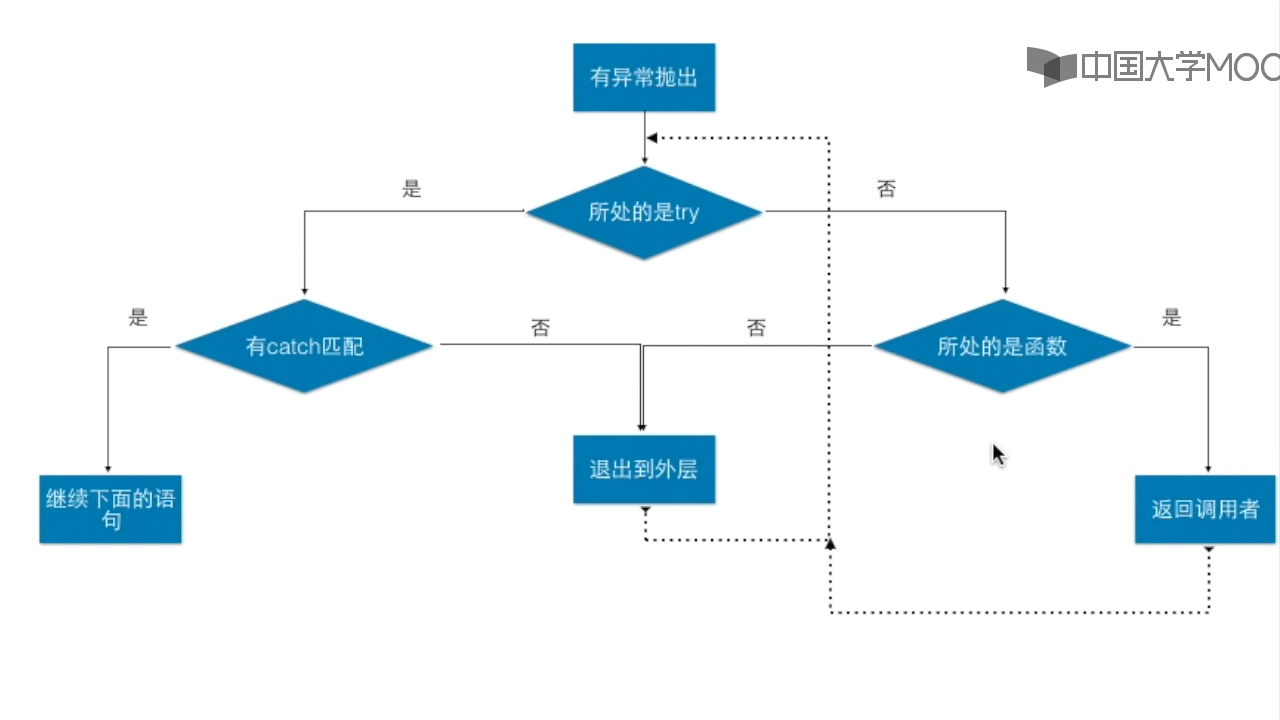 有异常抛出
中国大学MOO
是
所处的是try
否
是
有catch匹配
否
否
所处的是函数
是
继续下面的语
句
退出到外层
返回调用者